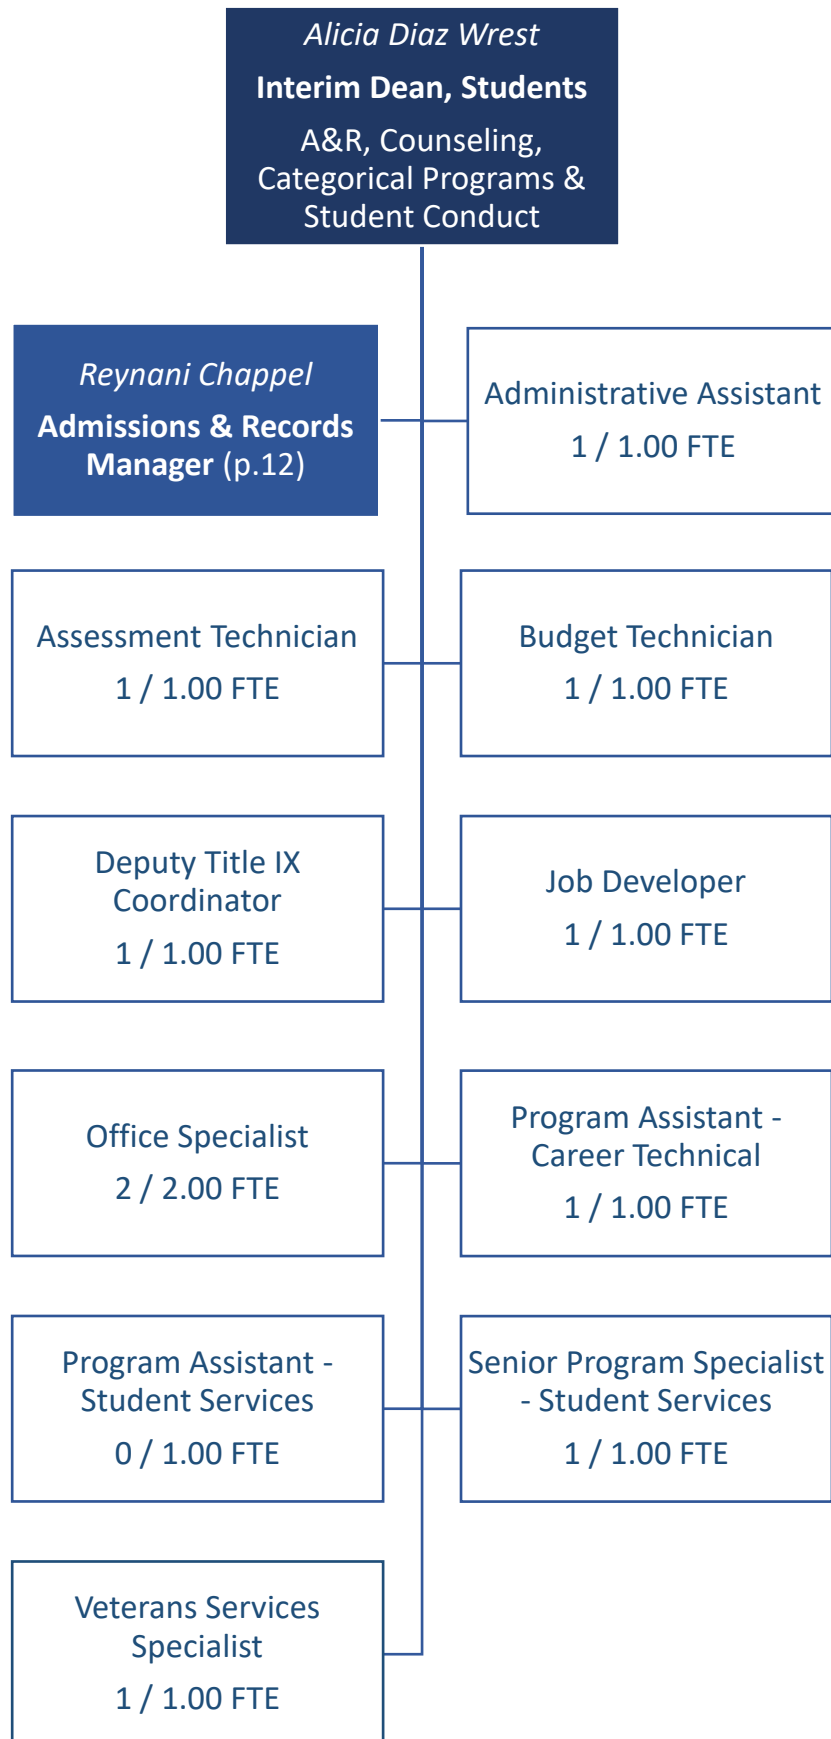 Alicia Diaz Wrest
Interim Dean, Students
A&R, Counseling,
Categorical Programs &
Student Conduct
Reynani Chappel
Admissions & Records
Manager (p.12)
Administrative Assistant
1 / 1.00 FTE
Assessment Technician
1 / 1.00 FTE
Budget Technician
1 / 1.00 FTE
Deputy Title IX
Coordinator
1 / 1.00 FTE
Job Developer
1 / 1.00 FTE
Office Specialist
2 / 2.00 FTE
Program Assistant -
Career Technical
1 / 1.00 FTE
Program Assistant -
Student Services
0 / 1.00 FTE
Senior Program Specialist
- Student Services
1 / 1.00 FTE
Veterans Services
Specialist
1 / 1.00 FTE